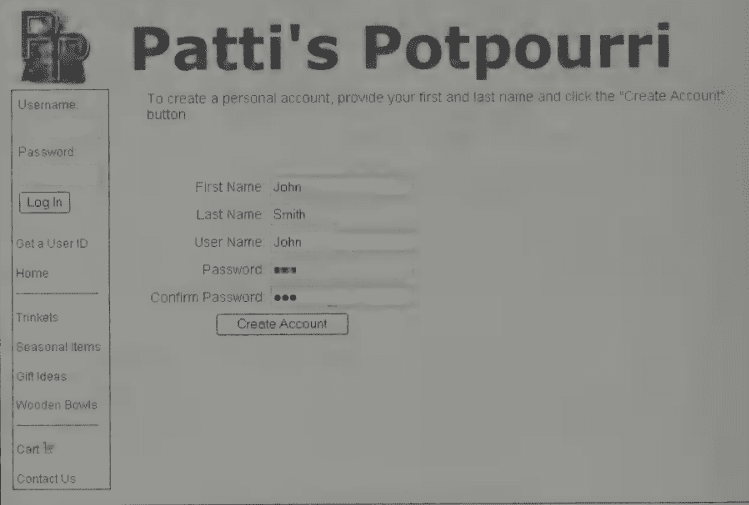 Patti's Potpourri
To create a personal account, provide your first and last name and click the "Create Account"
button
Username
Password
Log In
Get a User ID
Home
Trinkets
Seasonal Items
Gift Ideas
Wooden Bowls
Cart
Contact Us
First Name John
Last Name Smith
User Name John
Password
Confirm Password
Create Account